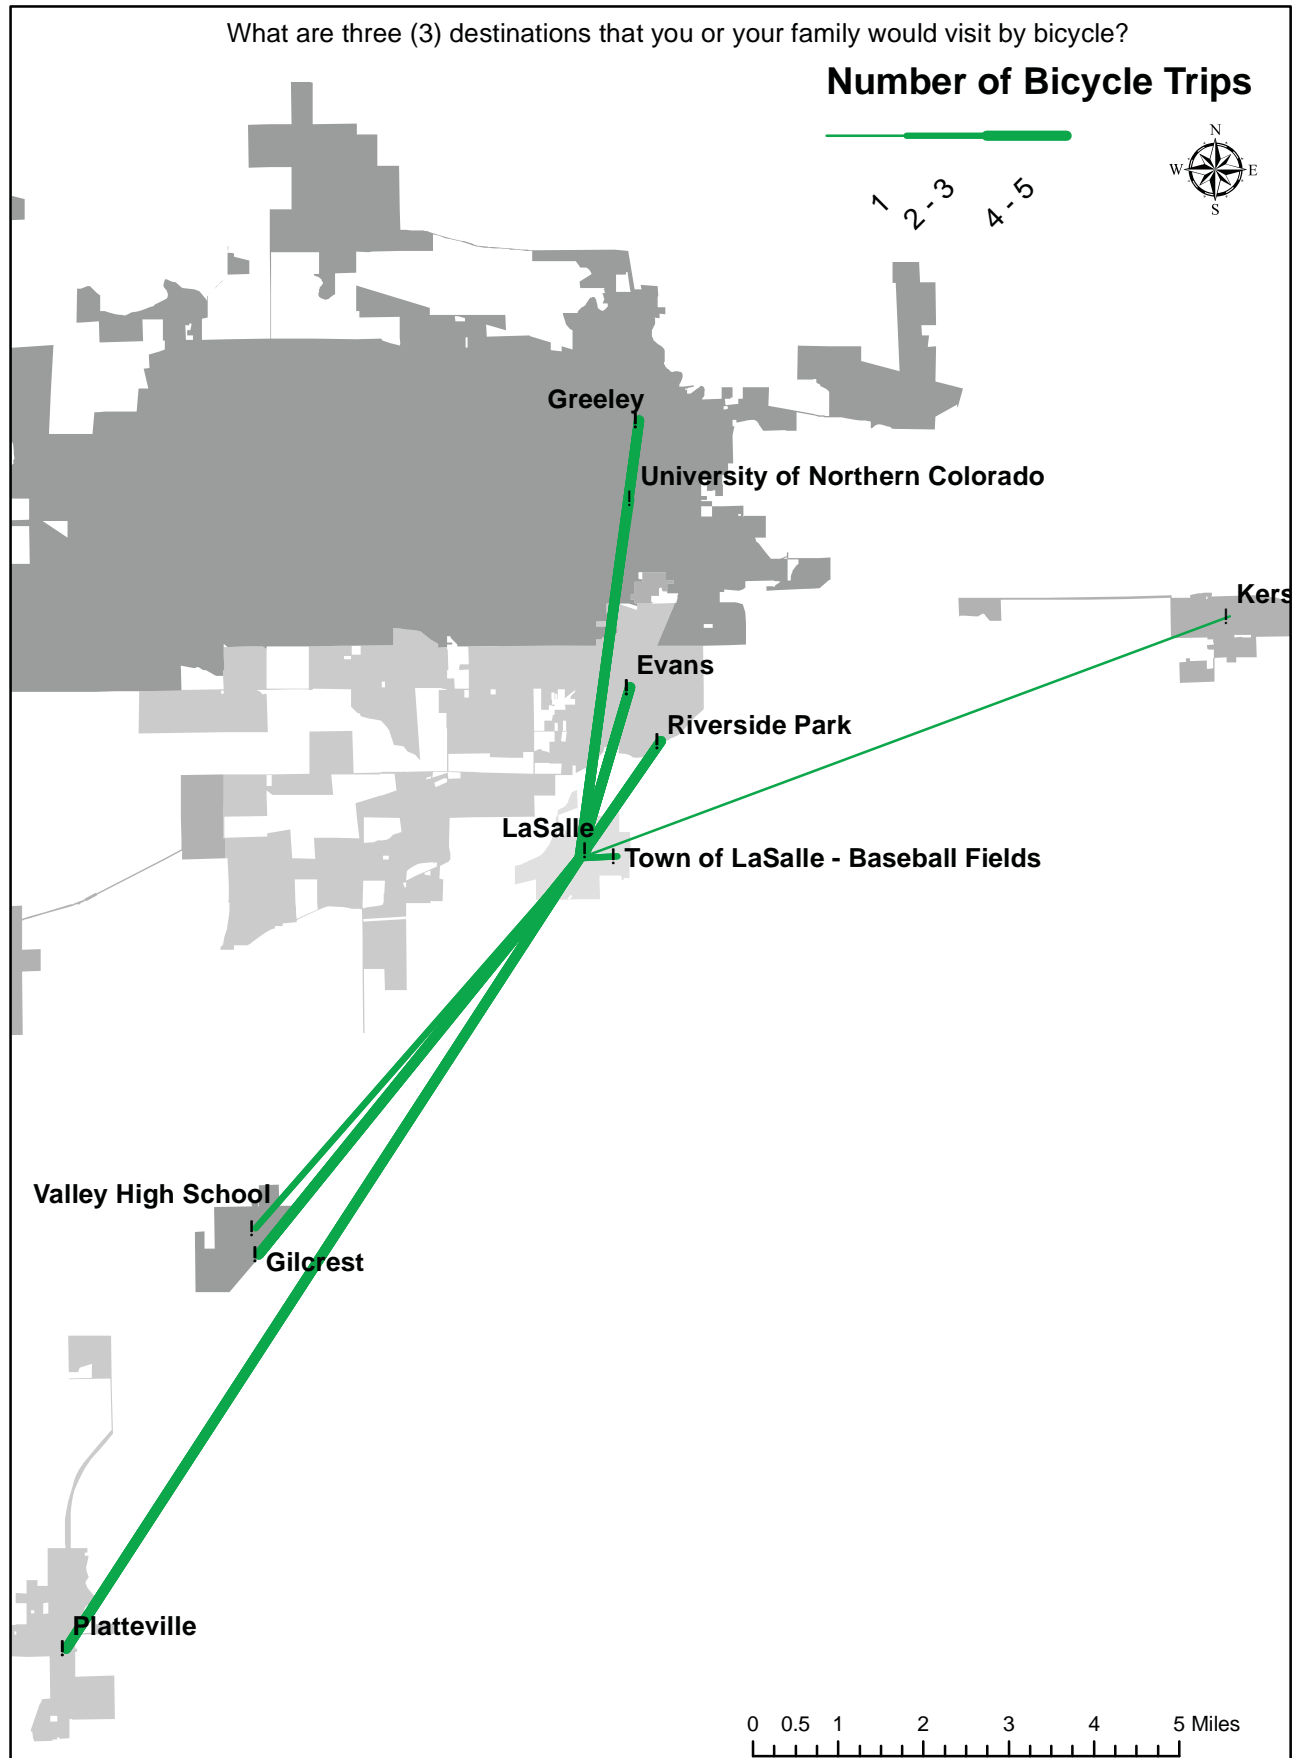 What are three (3) destinations that you or your family would visit by bicycle?
Number of Bicycle Trips
1
2 - 3
4 - 5
N
W E
S
Greeley
University of Northern Colorado
Kers
Evans
Riverside Park
LaSalle
Town of LaSalle - Baseball Fields
Valley High School
Gilcrest
Platteville
0 0.5 1 2 3 4 5 Miles